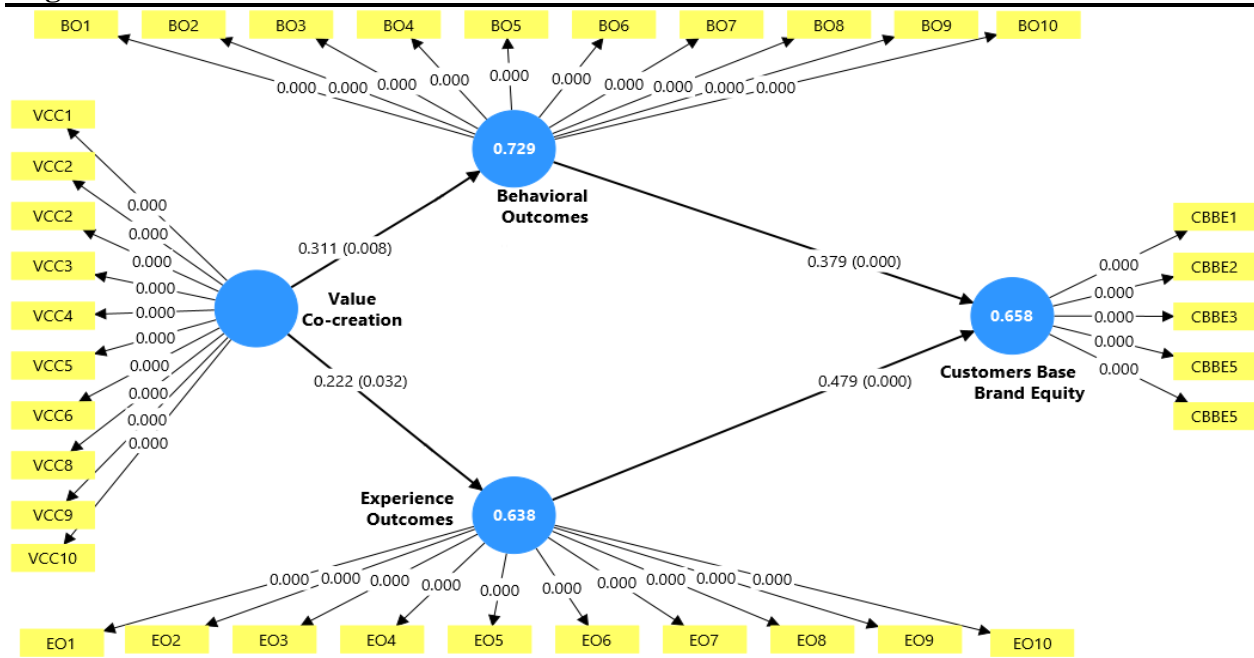 BO1 BO2 BO3 BO4 BO5 BO6 BO7 BO8 BO9 BO10
0.000 0.000 0.000 0.000 0.000 0.000 0.000 0.000 0.000 0.000
VCC1
VCC2
VCC2
VCC3
VCC4
VCC5
VCC6
VCC8
VCC9
VCC10
0.000
0.000
0.000
0.000
0.000
0.000
0.000
0.000
0.000
0.000
Value
Co-creation
0.311 (0.008)
0.222 (0.032)
0.729
Behavioral
Outcomes
0.379 (0.000)
0.479 (0.000)
0.658
Customers Base
Brand Equity
0.000
0.000
0.000
0.000
0.000
CBBE1
CBBE2
CBBE3
CBBE5
CBBE5
Experience
Outcomes
0.638
0.000 0.000 0.000 0.000 0.000 0.000 0.000 0.000 0.000 0.000
EO1 EO2 EO3 EO4 EO5 EO6 EO7 EO8 EO9 EO10